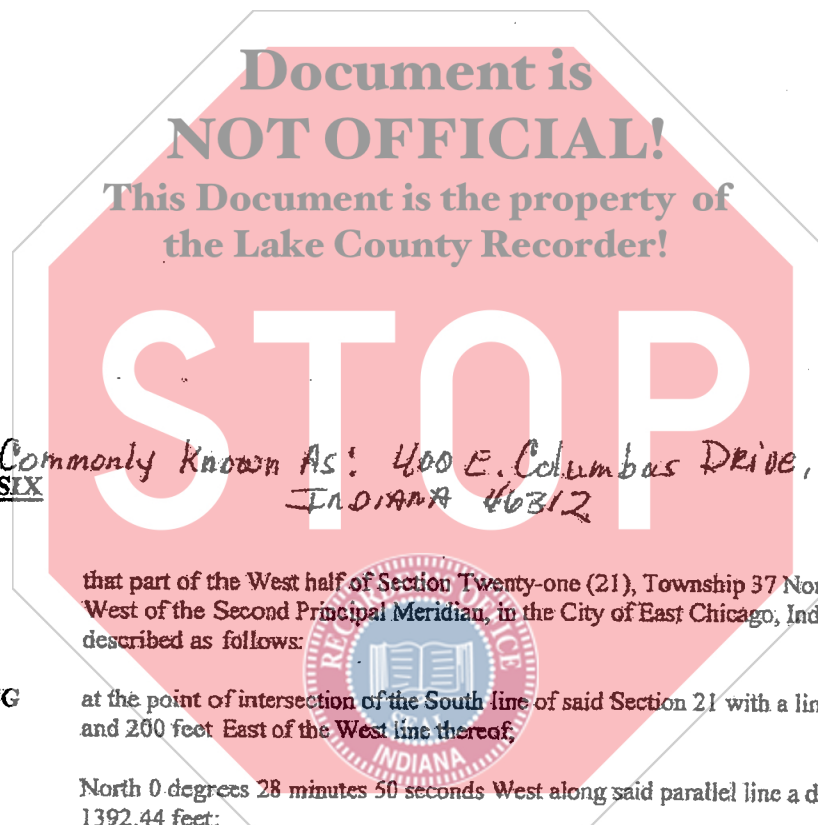 Document is
NOT OFFICIAL!
This Document is the property of
the Lake County Recorder!
STOP
Commonly Known As: 400 E. Columbus Drive,
SIX
INDIANA 46312
that part of the West half of Section Twenty-one (21), Township 37 Nor
West of the Second Principal Meridian, in the City of East Chicago, Ind
described as follows:
RECORDER'S OFFICE
SEAL
INDIANA
G at the point of intersection of the South line of said Section 21 with a lin
and 200 feet East of the West line thereof;
North 0 degrees 28 minutes 50 seconds West along said parallel line a d
1392.44 feet;